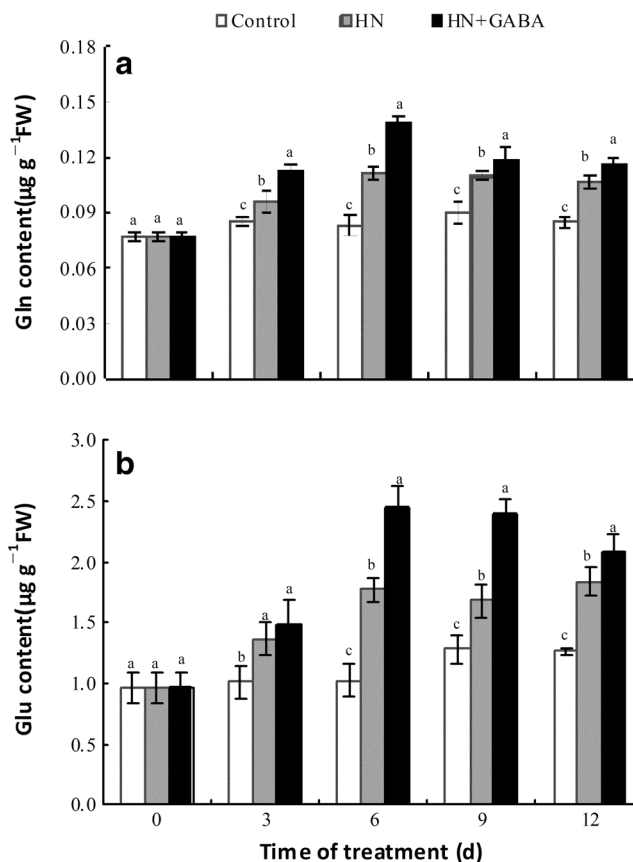 Control HN HN+GABA
a
Gln content(μg g⁻¹FW)
0.18
0.15
0.12
0.09
0.06
0.03
0.00
a a a
c b a
c b a
c b a
c b a
b
Glu content(μg g⁻¹FW)
3.0
2.5
2.0
1.5
1.0
0.5
0.0
a a a
b a a
c b a
c b a
c b a
0 3 6 9 12
Time of treatment (d)